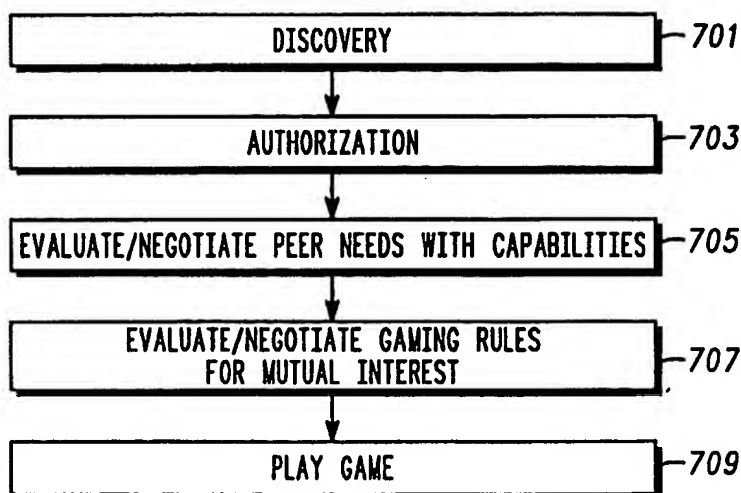 DISCOVERY 701
AUTHORIZATION 703
EVALUATE/NEGOTIATE PEER NEEDS WITH CAPABILITIES 705
EVALUATE/NEGOTIATE GAMING RULES
FOR MUTUAL INTEREST 707
PLAY GAME 709